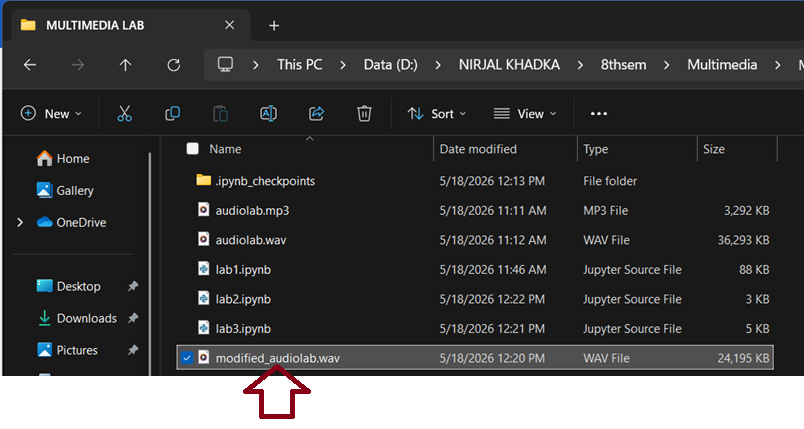 MULTIMEDIA LAB
This PC > Data (D:) > NIRJAL KHADKA > 8thsem > Multimedia >
New Sort View
Name Date modified Type Size
Home
Gallery
OneDrive
Desktop
Downloads
Pictures
.ipynb_checkpoints 5/18/2026 12:13 PM File folder
audiolab.mp3 5/18/2026 11:11 AM MP3 File 3,292 KB
audiolab.wav 5/18/2026 11:12 AM WAV File 36,293 KB
lab1.ipynb 5/18/2026 11:46 AM Jupyter Source File 88 KB
lab2.ipynb 5/18/2026 12:22 PM Jupyter Source File 3 KB
lab3.ipynb 5/18/2026 12:21 PM Jupyter Source File 5 KB
modified_audiolab.wav 5/18/2026 12:20 PM WAV File 24,195 KB